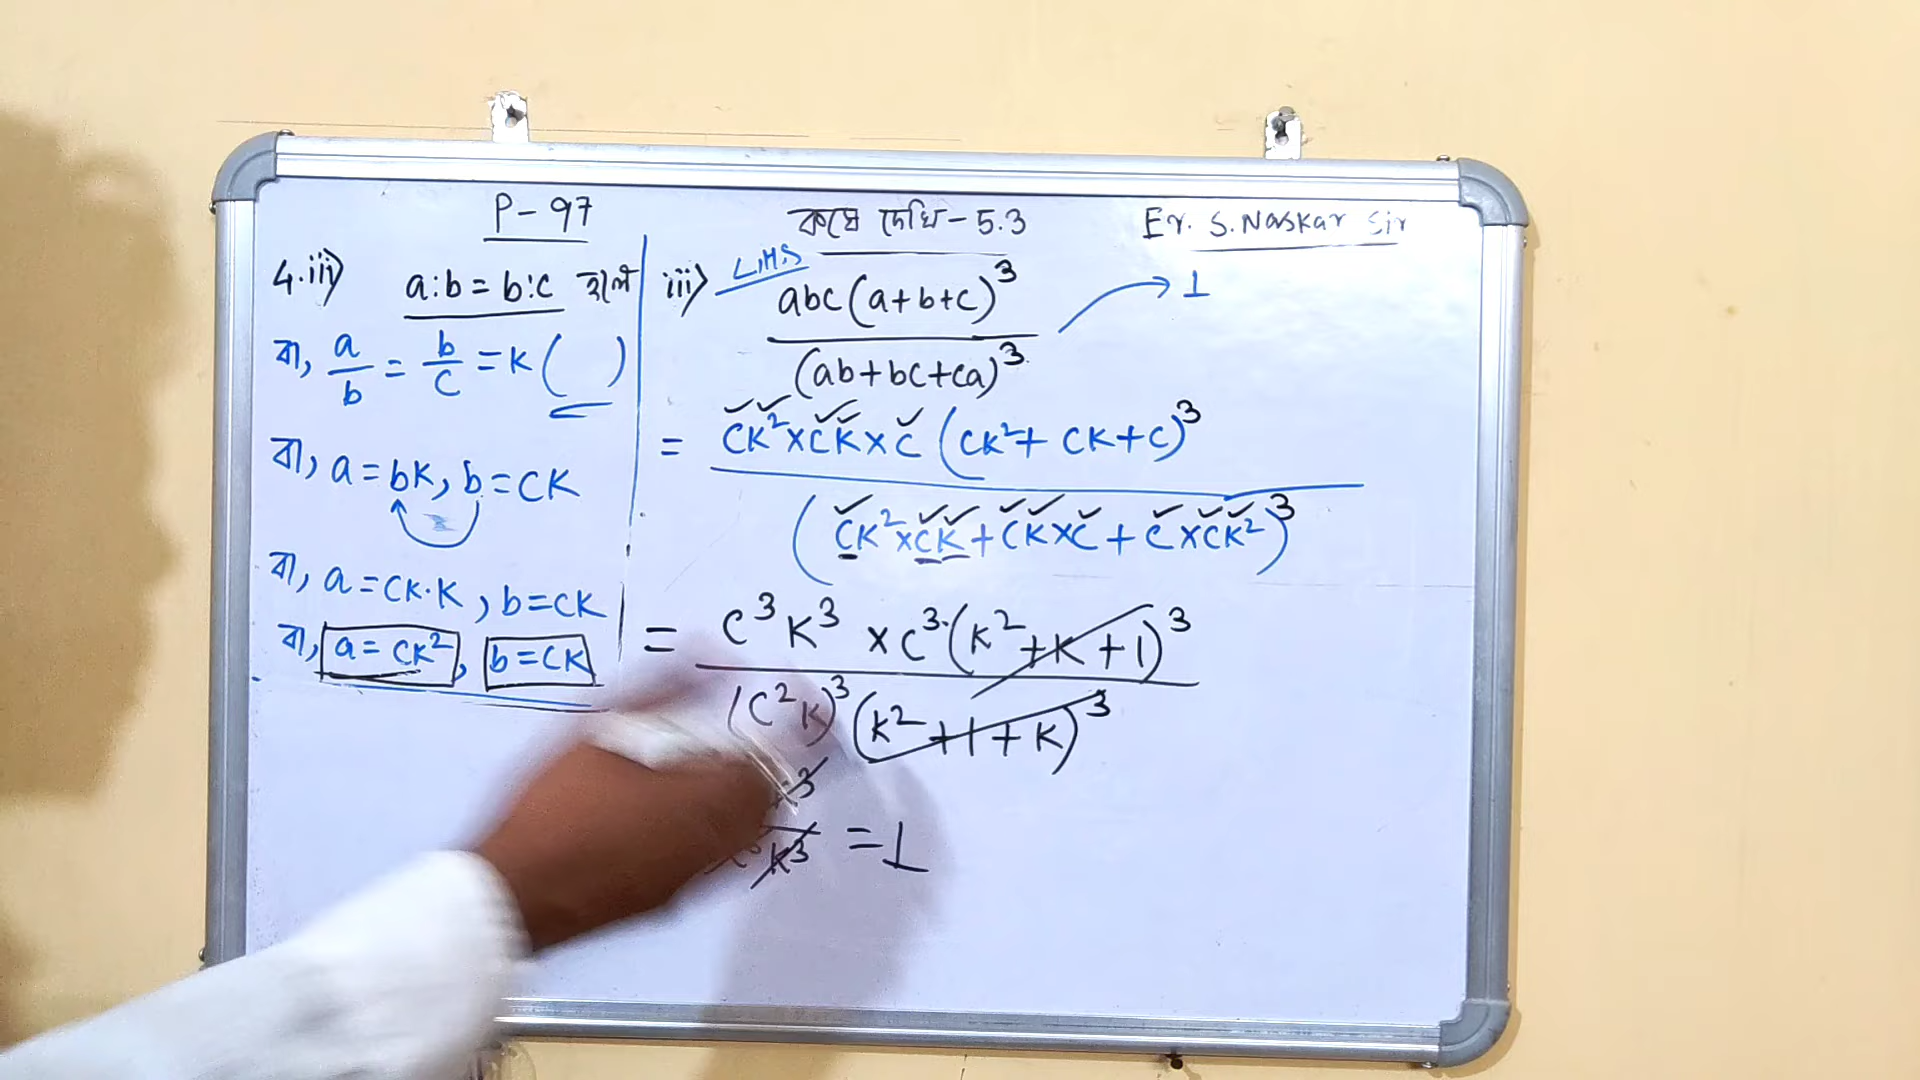 P-97
কষে দেখি-5.3
Er. S. Naskar Sir
4.iii) a:b = b:c হলে
বা, a/b = b/c = K ( )
বা, a = bK, b = CK
বা, a = CK·K, b = CK
বা, a = CK², b = CK
iii) L.H.S
abc(a+b+c)³ / (ab+bc+ca)³ → 1
= CK²×CK×C (CK²+CK+C)³ / (CK²×CK+CK×C+C×CK²)³
= C³K³ × C³·(K²+K+1)³ / (C²K)³ (K²+1+K)³
K³ = 1